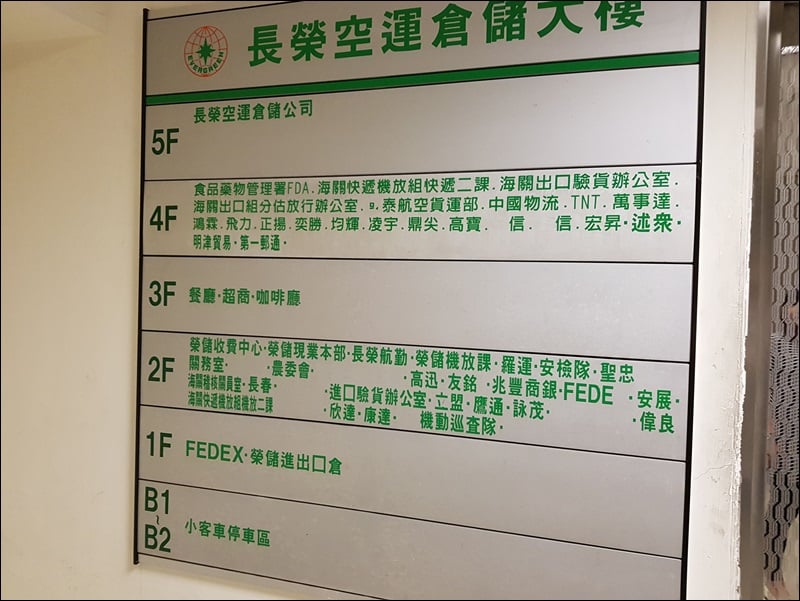 EVERGREEN
長榮空運倉儲大樓
5F
長榮空運倉儲公司
4F
食品藥物管理署FDA.海關快遞機放組快遞二課.海關出口驗貨辦公室.
海關出口組分估放行辦公室. .泰航空貨運部.中國物流.TNT.萬事達.
鴻霖.飛力.正揚.奕勝.均輝.凌宇.鼎尖.高寶. 信. 信.宏昇·述眾·
明津貿易·第一郵通·
3F
餐廳·超商·咖啡廳
2F
榮儲收費中心·榮儲現業本部·長榮航勤·榮儲機放課·羅運·安檢隊·聖忠
關務室· ·農委會· ·高迅·友銘·兆豐商銀·FEDE ·安展·
海關稽核關員室·長春· 進口驗貨辦公室·立盟·鷹通·詠茂· ·偉良
海關快遞機放組機放二課 欣達·康達· 機動巡查隊·
1F
FEDEX·榮儲進出口倉
B1
~
B2
小客車停車區